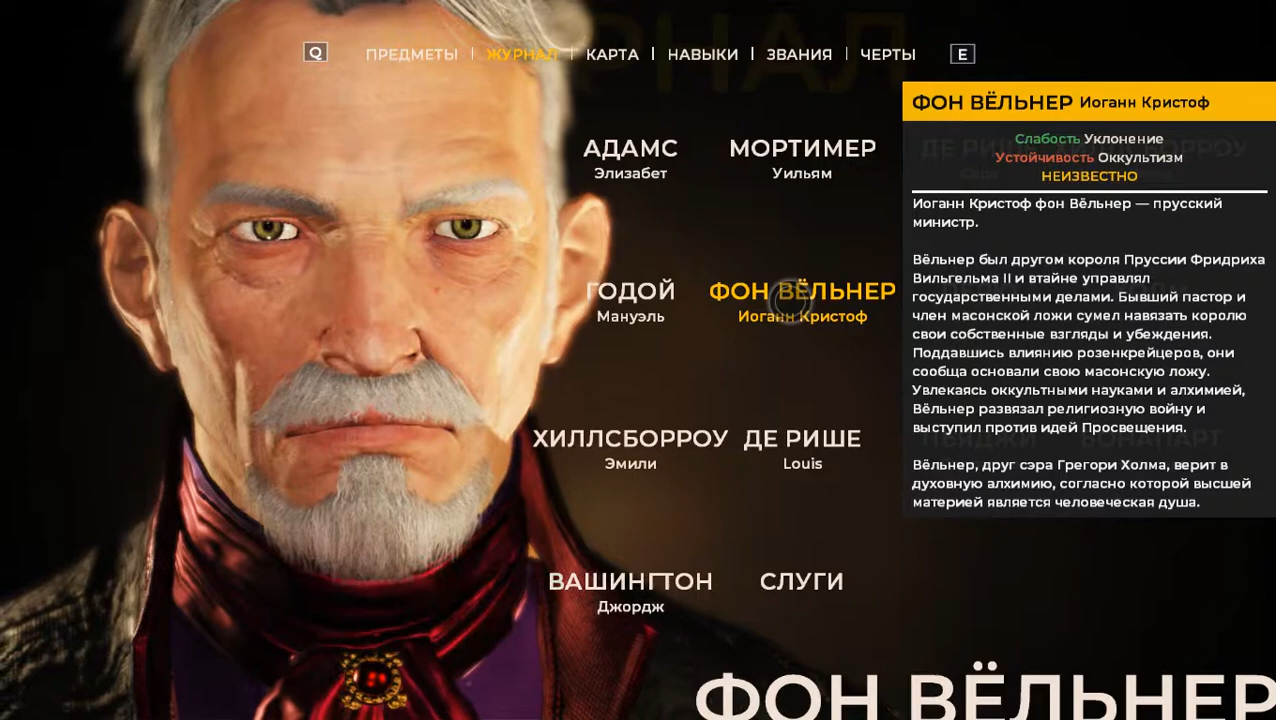 Q ПРЕДМЕТЫ ЖУРНАЛ КАРТА НАВЫКИ ЗВАНИЯ ЧЕРТЫ E
АДАМС
Элизабет
МОРТИМЕР
Уильям
ГОДОЙ
Мануэль
ФОН ВЁЛЬНЕР
Иоганн Кристоф
ХИЛЛСБОРРОУ
Эмили
ДЕ РИШЕ
Louis
ВАШИНГТОН
Джордж
СЛУГИ
ФОН ВЁЛЬНЕР Иоганн Кристоф
Слабость Уклонение
Устойчивость Оккультизм
НЕИЗВЕСТНО
Иоганн Кристоф фон Вёльнер — прусский
министр.
Вёльнер был другом короля Пруссии Фридриха
Вильгельма II и втайне управлял
государственными делами. Бывший пастор и
член масонской ложи сумел навязать королю
свои собственные взгляды и убеждения.
Поддавшись влиянию розенкрейцеров, они
сообща основали свою масонскую ложу.
Увлекаясь оккультными науками и алхимией,
Вёльнер развязал религиозную войну и
выступил против идей Просвещения.
Вёльнер, друг сэра Грегори Холма, верит в
духовную алхимию, согласно которой высшей
материей является человеческая душа.
ФОН ВЁЛЬНЕР